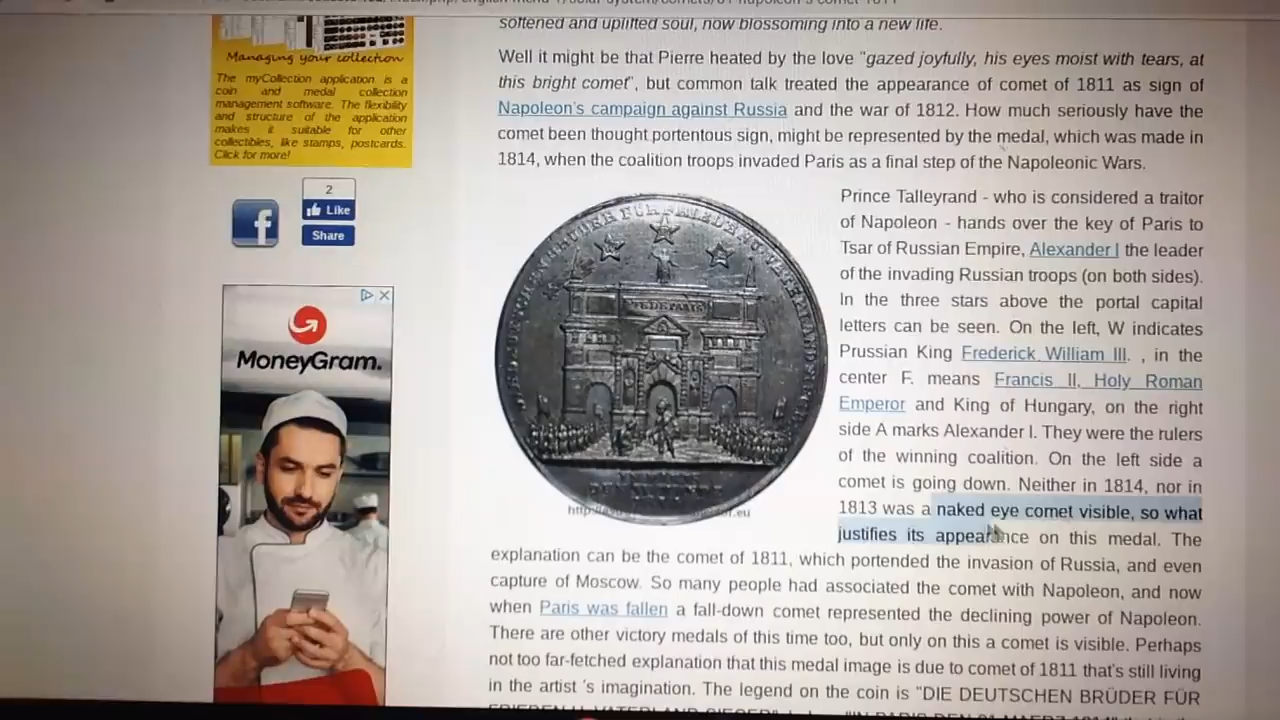 softened and uplifted soul, now blossoming into a new life.
Well it might be that Pierre heated by the love "gazed joyfully, his eyes moist with tears, at
this bright comet", but common talk treated the appearance of comet of 1811 as sign of
Napoleon's campaign against Russia and the war of 1812. How much seriously have the
comet been thought portentous sign, might be represented by the medal, which was made in
1814, when the coalition troops invaded Paris as a final step of the Napoleonic Wars.
Managing your collection
The myCollection application is a
coin and medal collection
management software. The flexibility
and structure of the application
makes it suitable for other
collectibles, like stamps, postcards.
Click for more!
2
Like
Share
MoneyGram.
Prince Talleyrand - who is considered a traitor
of Napoleon - hands over the key of Paris to
Tsar of Russian Empire, Alexander I the leader
of the invading Russian troops (on both sides).
In the three stars above the portal capital
letters can be seen. On the left, W indicates
Prussian King Frederick William III. , in the
center F. means Francis II, Holy Roman
Emperor and King of Hungary, on the right
side A marks Alexander I. They were the rulers
of the winning coalition. On the left side a
comet is going down. Neither in 1814, nor in
1813 was a naked eye comet visible, so what
justifies its appearance on this medal. The
explanation can be the comet of 1811, which portended the invasion of Russia, and even
capture of Moscow. So many people had associated the comet with Napoleon, and now
when Paris was fallen a fall-down comet represented the declining power of Napoleon.
There are other victory medals of this time too, but only on this a comet is visible. Perhaps
not too far-fetched explanation that this medal image is due to comet of 1811 that's still living
in the artist 's imagination. The legend on the coin is "DIE DEUTSCHEN BRÜDER FÜR